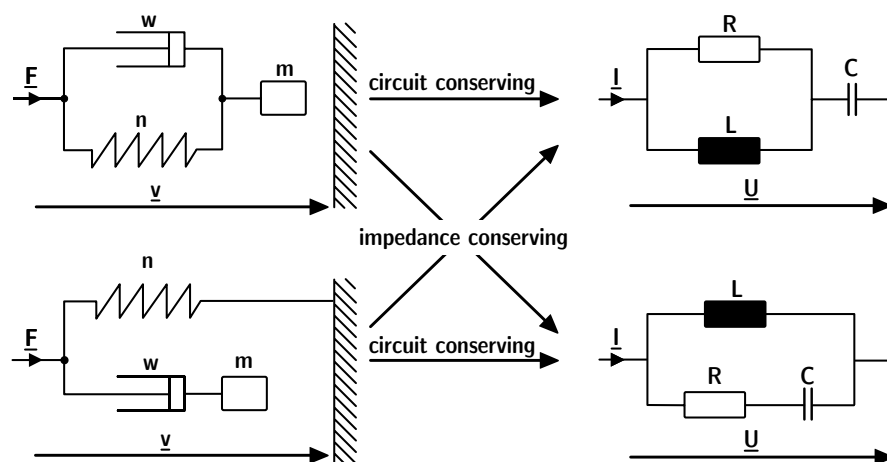 w
F
m
n
v
circuit conserving
R
I
C
L
U
impedance conserving
n
F
w
m
v
circuit conserving
L
I
R
C
U